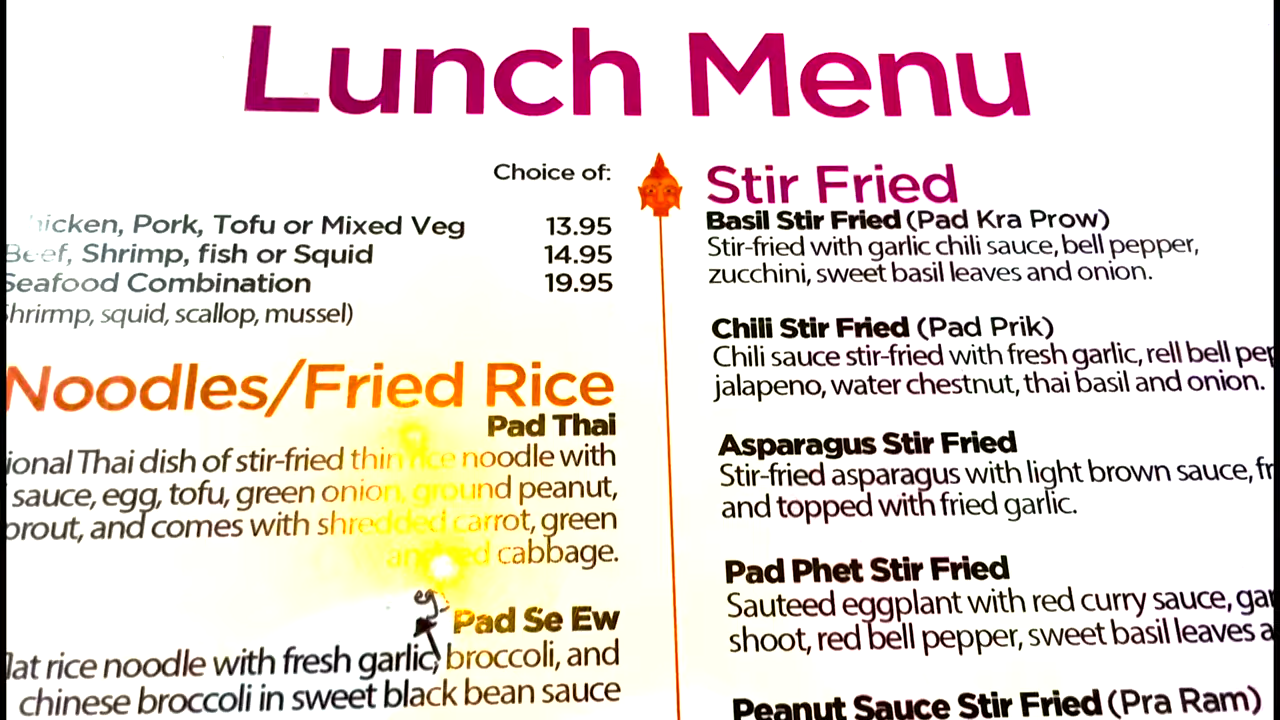 Lunch Menu
Choice of:
hicken, Pork, Tofu or Mixed Veg 13.95
Beef, Shrimp, fish or Squid 14.95
Seafood Combination 19.95
hrirmp, squid, scallop, mussel)
Noodles/Fried Rice
Pad Thai
ional Thai dish of stir-fried thin rice noodle with
sauce, egg, tofu, green onion, ground peanut,
prout, and comes with shredded carrot, green
and red cabbage.
Pad Se Ew
lat rice noodle with fresh garlic, broccoli, and
chinese broccoli in sweet black bean sauce
Stir Fried
Basil Stir Fried (Pad Kra Prow)
Stir-fried with garlic chili sauce, bell pepper,
zucchini, sweet basil leaves and onion.
Chili Stir Fried (Pad Prik)
Chili sauce stir-fried with fresh garlic, rell bell pep
jalapeno, water chestnut, thai basil and onion.
Asparagus Stir Fried
Stir-fried asparagus with light brown sauce, fr
and topped with fried garlic.
Pad Phet Stir Fried
Sauteed eggplant with red curry sauce, gar
shoot, red bell pepper, sweet basil leaves a
Peanut Sauce Stir Fried (Pra Ram)